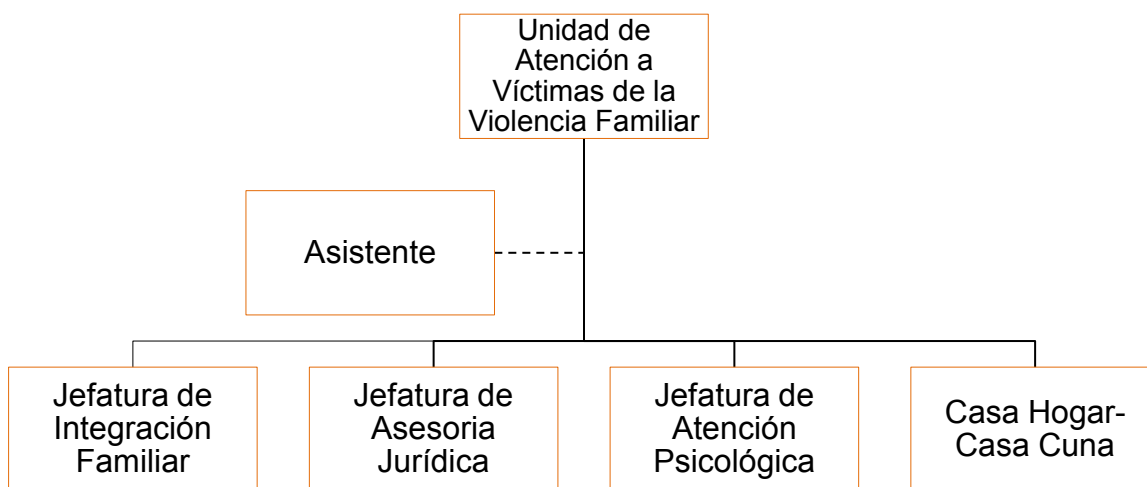 Unidad de
Atención a
Víctimas de la
Violencia Familiar
Asistente
Jefatura de
Integración
Familiar
Jefatura de
Asesoria
Jurídica
Jefatura de
Atención
Psicológica
Casa Hogar-
Casa Cuna